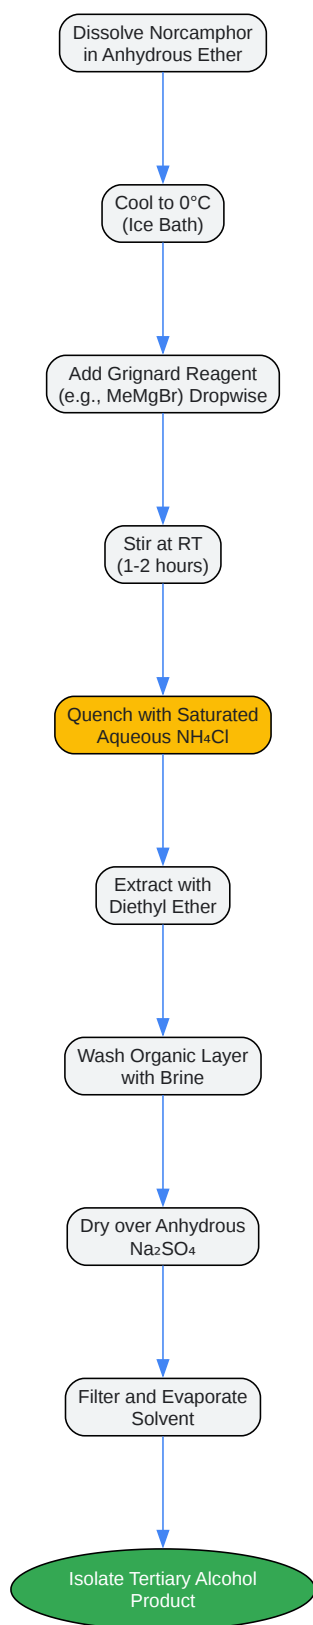 Dissolve Norcamphor
in Anhydrous Ether
Cool to 0°C
(Ice Bath)
Add Grignard Reagent
(e.g., MeMgBr) Dropwise
Stir at RT
(1-2 hours)
Quench with Saturated
Aqueous NH₄Cl
Extract with
Diethyl Ether
Wash Organic Layer
with Brine
Dry over Anhydrous
Na₂SO₄
Filter and Evaporate
Solvent
Isolate Tertiary Alcohol
Product